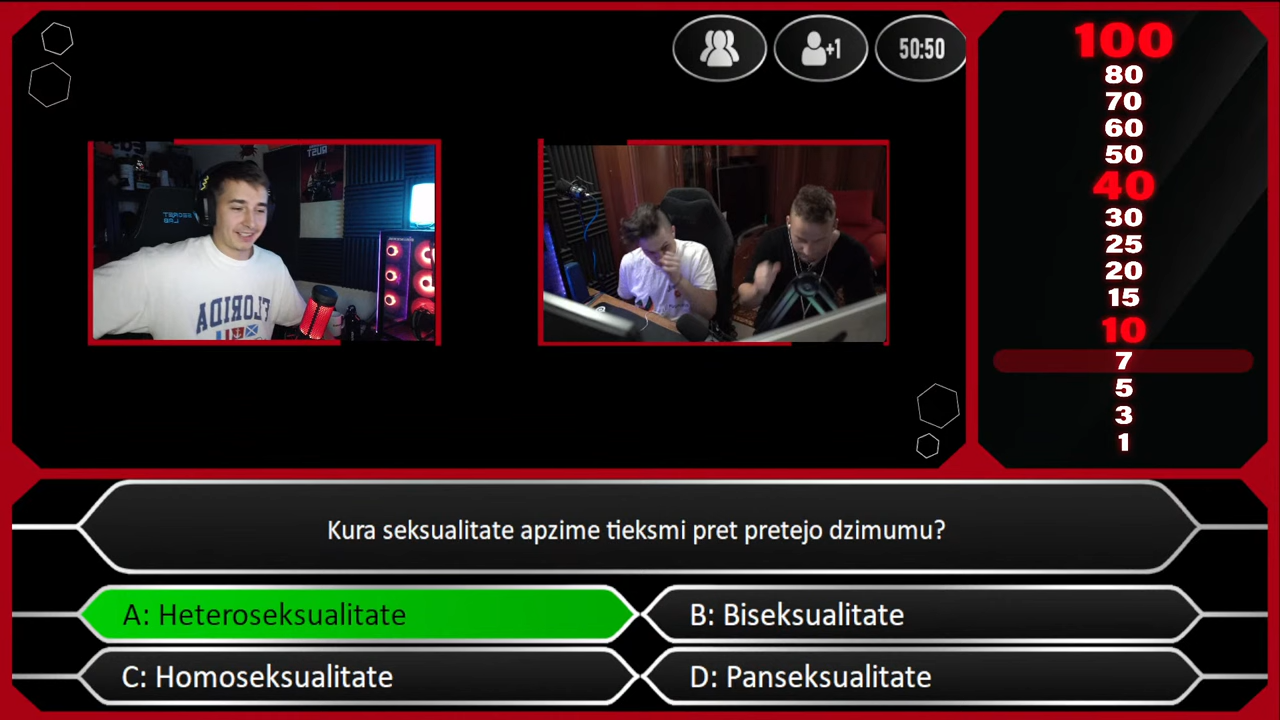 +1
50:50
100
80
70
60
50
40
30
25
20
15
10
7
5
3
1
FLORIDA
Kura seksualitate apzime tieksmi pret pretejo dzimumu?
A: Heteroseksualitate
B: Biseksualitate
C: Homoseksualitate
D: Panseksualitate